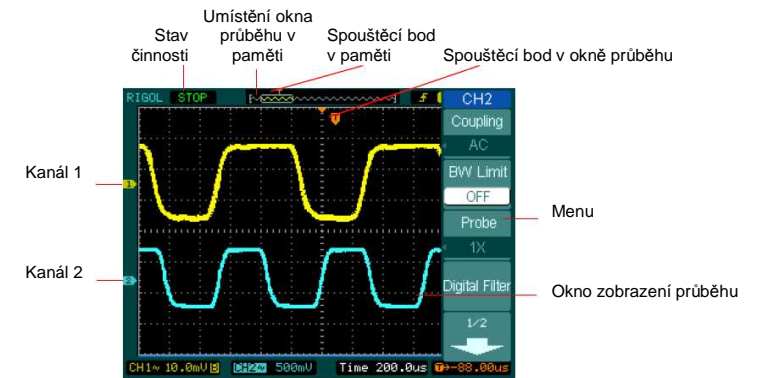 Umístění okna
průběhu v
paměti
Stav
činnosti
Spouštěcí bod
v paměti
Spouštěcí bod v okně průběhu
RIGOL STOP
T
CH2
Coupling
AC
BW Limit
OFF
Probe
1X
Digital Filter
1/2
Kanál 1
1
Kanál 2
2
Menu
Okno zobrazení průběhu
CH1~ 10.0mV B CH2~ 500mV Time 200.0us T→-88.00us